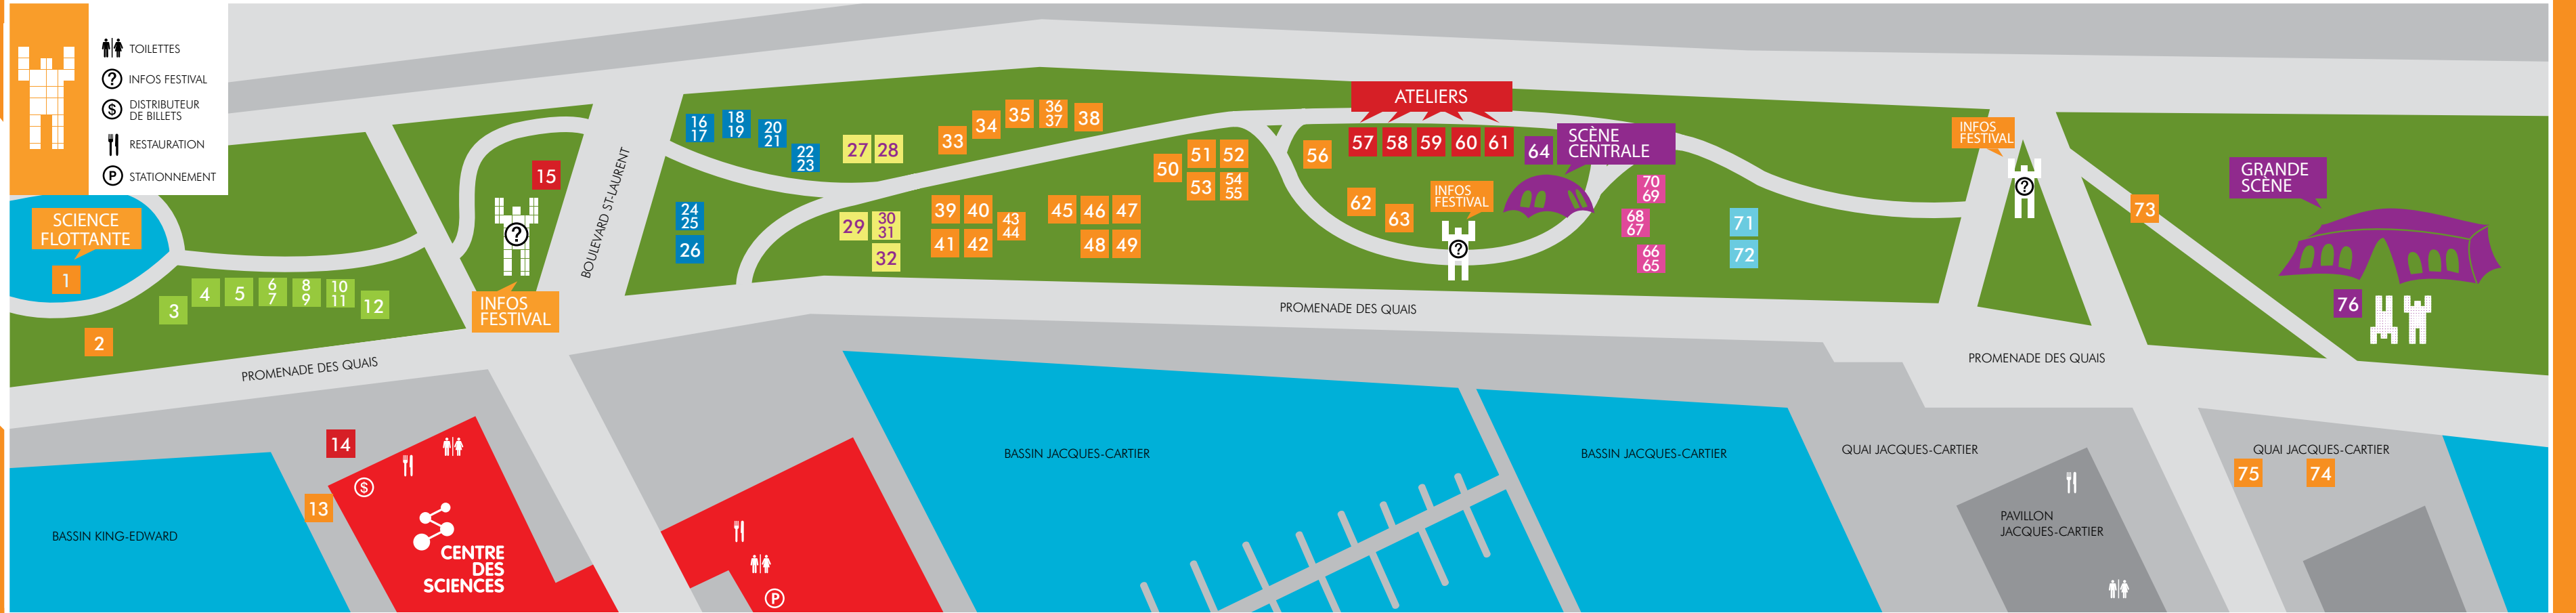 TOILETTES
? INFOS FESTIVAL
$ DISTRIBUTEUR
DE BILLETS
RESTAURATION
P STATIONNEMENT
SCIENCE
FLOTTANTE
1
2
3
4
5
6
7
8
9
10
11
12
PROMENADE DES QUAIS
15
?
INFOS
FESTIVAL
BOULEVARD ST-LAURENT
14
13
$
CENTRE
DES
SCIENCES
BASSIN KING-EDWARD
P
16
17
18
19
20
21
22
23
24
25
26
27 28
29
30
31
32
33
34
35
36
37
38
39 40
41 42
43
44
45 46 47
48 49
50
51 52
53
54
55
56
ATELIERS
57 58 59 60 61
62
63
INFOS
FESTIVAL
?
64
SCÈNE
CENTRALE
70
69
68
67
66
65
71
72
PROMENADE DES QUAIS
BASSIN JACQUES-CARTIER
BASSIN JACQUES-CARTIER
INFOS
FESTIVAL
?
73
GRANDE
SCÈNE
76
PROMENADE DES QUAIS
QUAI JACQUES-CARTIER
PAVILLON
JACQUES-CARTIER
QUAI JACQUES-CARTIER
75 74